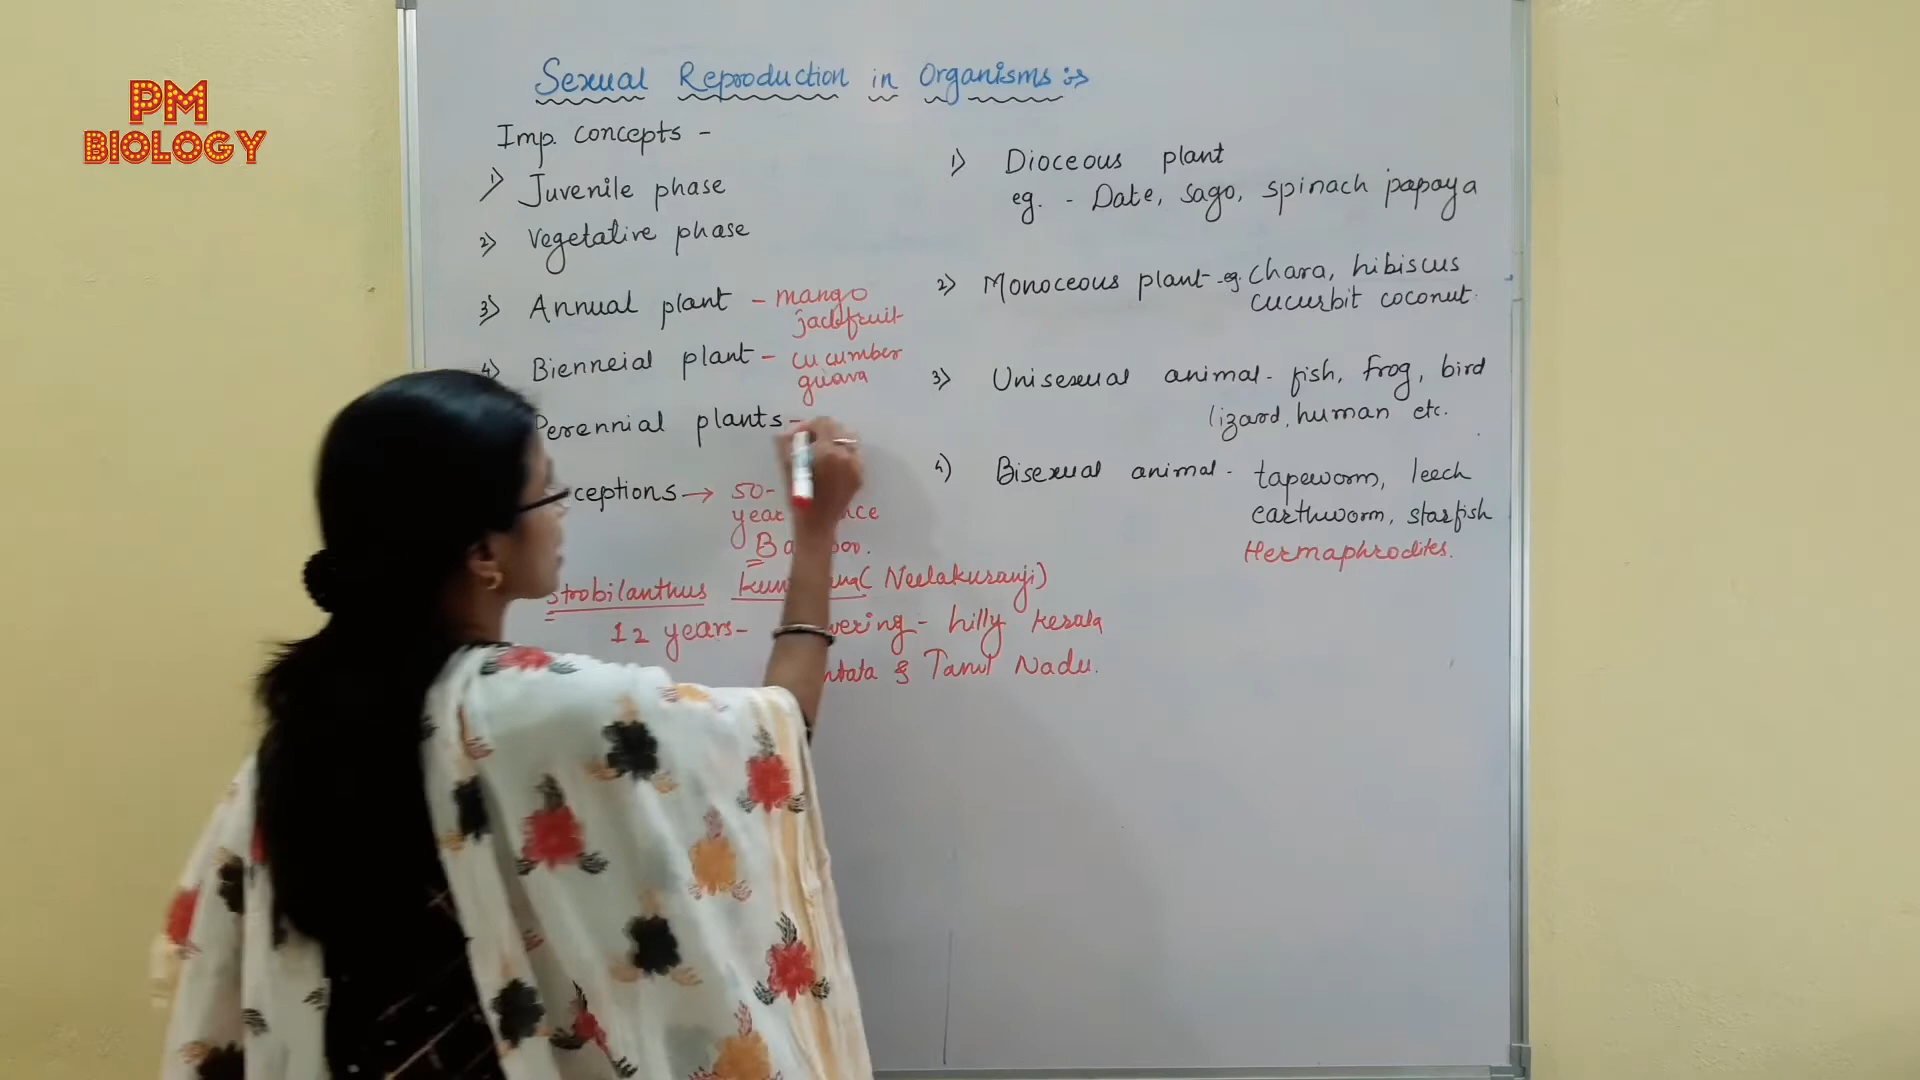 PM
BIOLOGY
Sexual Reproduction in Organisms :-
Imp. concepts -
1) Juvenile phase
2) Vegetative phase
3) Annual plant - mango
jackfruit
4) Bienneial plant - cucumber
guava
Perennial plants -
ceptions → 50-
year
Ba
Strobilanthus (Neelakuranji)
12 years- - hilly Kerala
& Tamil Nadu.
1) Dioceous plant
eg. - Date, sago, spinach papaya
2) Monoceous plant - eg. chara, hibiscus
cucurbit coconut.
3) Unisexual animal - fish, frog, bird
lizard, human etc.
4) Bisexual animal - tapeworm, leech
earthworm, starfish
Hermaphrodites.